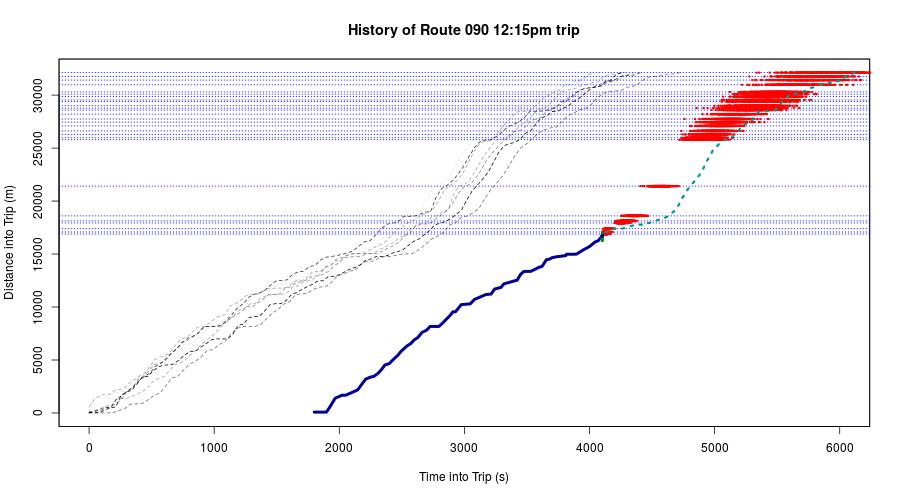 History of Route 090 12:15pm trip
Distance into Trip (m)
30000
25000
20000
15000
10000
5000
0
0 1000 2000 3000 4000 5000 6000
Time into Trip (s)